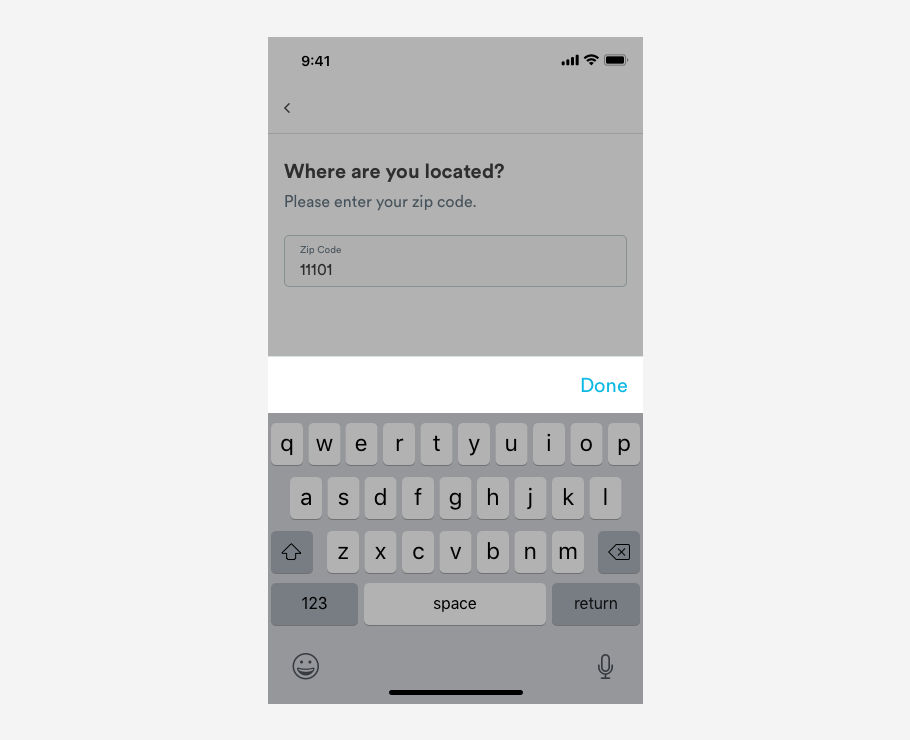 9:41
Where are you located?
Please enter your zip code.
Zip Code
11101
Done
q w e r t y u i o p
a s d f g h j k l
z x c v b n m
123 space return